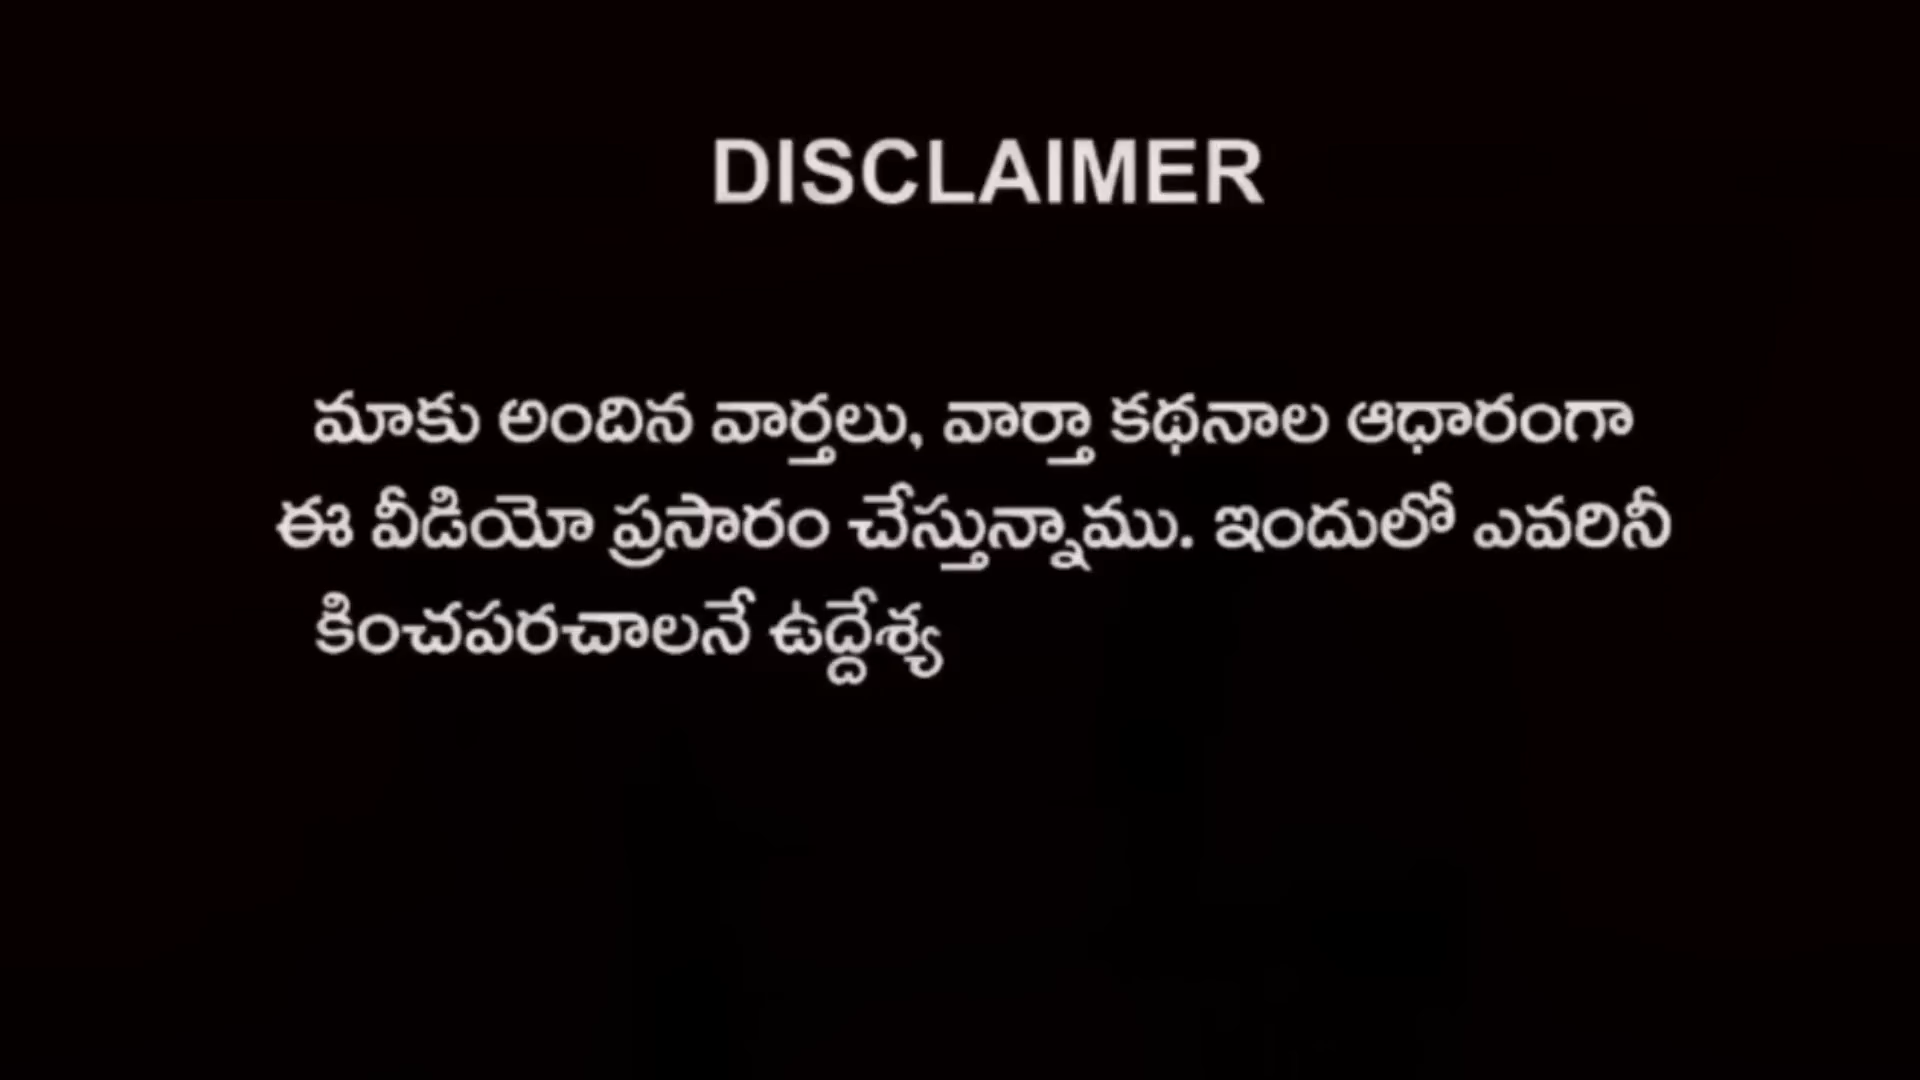 DISCLAIMER
మాకు అందిన వార్తలు, వార్తా కథనాల ఆధారంగా
ఈ వీడియో ప్రసారం చేస్తున్నాము. ఇందులో ఎవరినీ
కించపరచాలనే ఉద్దేశ్య